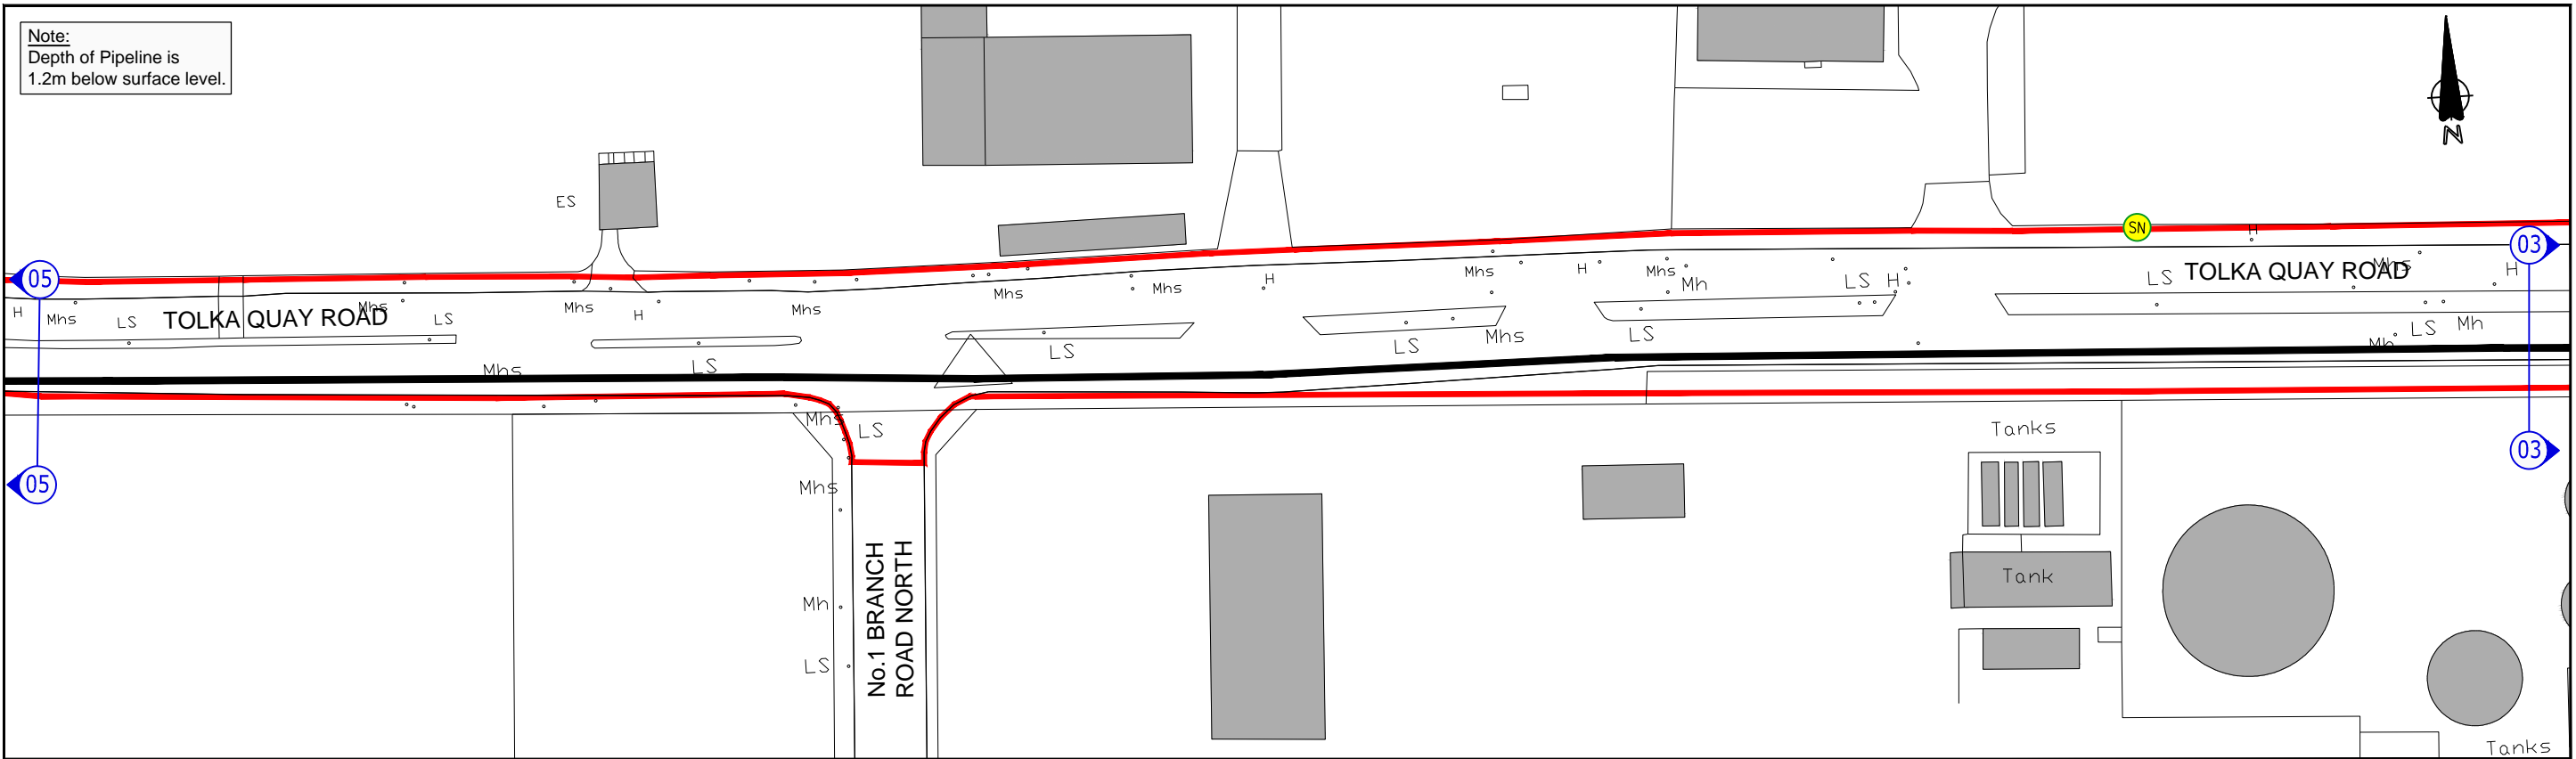 Note:
Depth of Pipeline is
1.2m below surface level.
N
ES
SN
H
05
03
H Mhs LS TOLKA QUAY ROAD Mhs LS Mhs H Mhs Mhs Mhs H Mhs H Mhs Mh LS H LS TOLKA QUAY ROAD Mhs H
Mhs LS LS LS Mhs LS Mh LS Mh
Mhs LS
Tanks
05
03
Mhs
No.1 BRANCH
ROAD NORTH
Tank
Mh
LS
Tanks